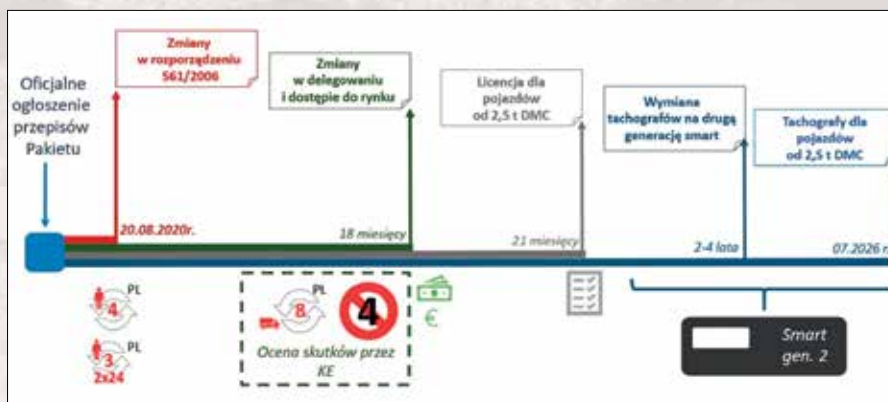 Oficjalne
ogłoszenie
przepisów
Pakietu
Zmiany
w rozporządzeniu
561/2006
Zmiany
w delegowaniu
i dostępie do rynku
Licencja dla
pojazdów
od 2,5 t DMC
Wymiana
tachografów na drugą
generację smart
Tachografy dla
pojazdów
od 2,5 t DMC
20.08.2020r.
18 miesięcy
21 miesięcy
2-4 lata
07.2026 r.
PL
4
PL
3
2x24
PL
8
4
Ocena skutków przez
KE
€
Smart
gen. 2